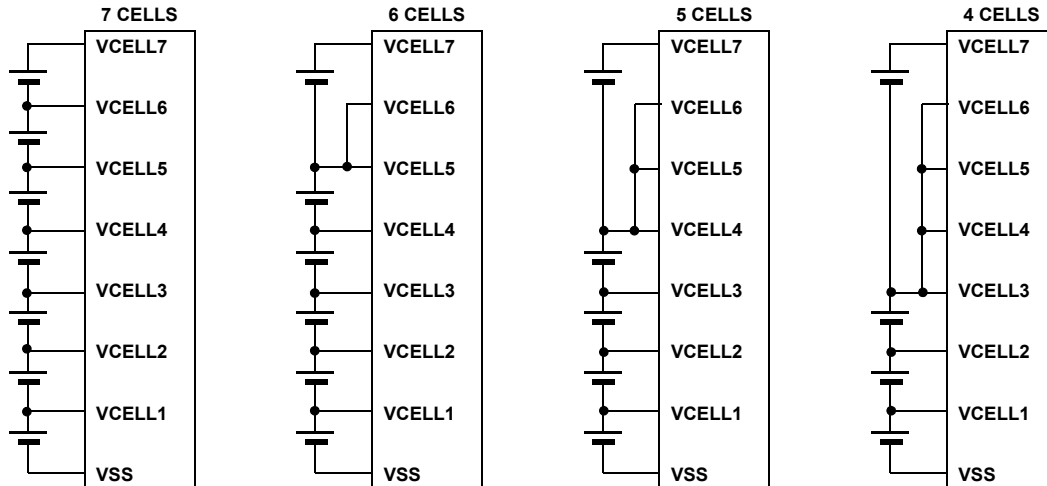 7 CELLS
VCELL7
VCELL6
VCELL5
VCELL4
VCELL3
VCELL2
VCELL1
VSS
6 CELLS
VCELL7
VCELL6
VCELL5
VCELL4
VCELL3
VCELL2
VCELL1
VSS
5 CELLS
VCELL7
VCELL6
VCELL5
VCELL4
VCELL3
VCELL2
VCELL1
VSS
4 CELLS
VCELL7
VCELL6
VCELL5
VCELL4
VCELL3
VCELL2
VCELL1
VSS